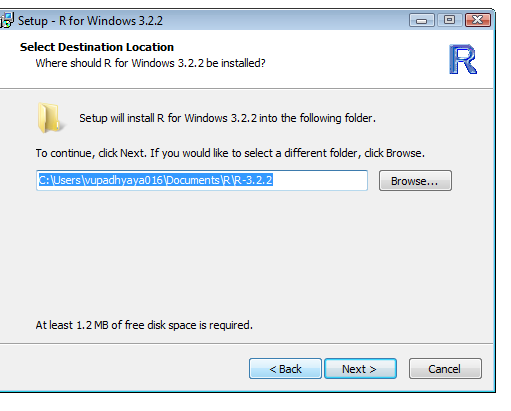 Setup - R for Windows 3.2.2
Select Destination Location
Where should R for Windows 3.2.2 be installed?
R
Setup will install R for Windows 3.2.2 into the following folder.
To continue, click Next. If you would like to select a different folder, click Browse.
C:\Users\vupadhyaya016\Documents\R\R-3.2.2
Browse...
At least 1.2 MB of free disk space is required.
< Back
Next >
Cancel